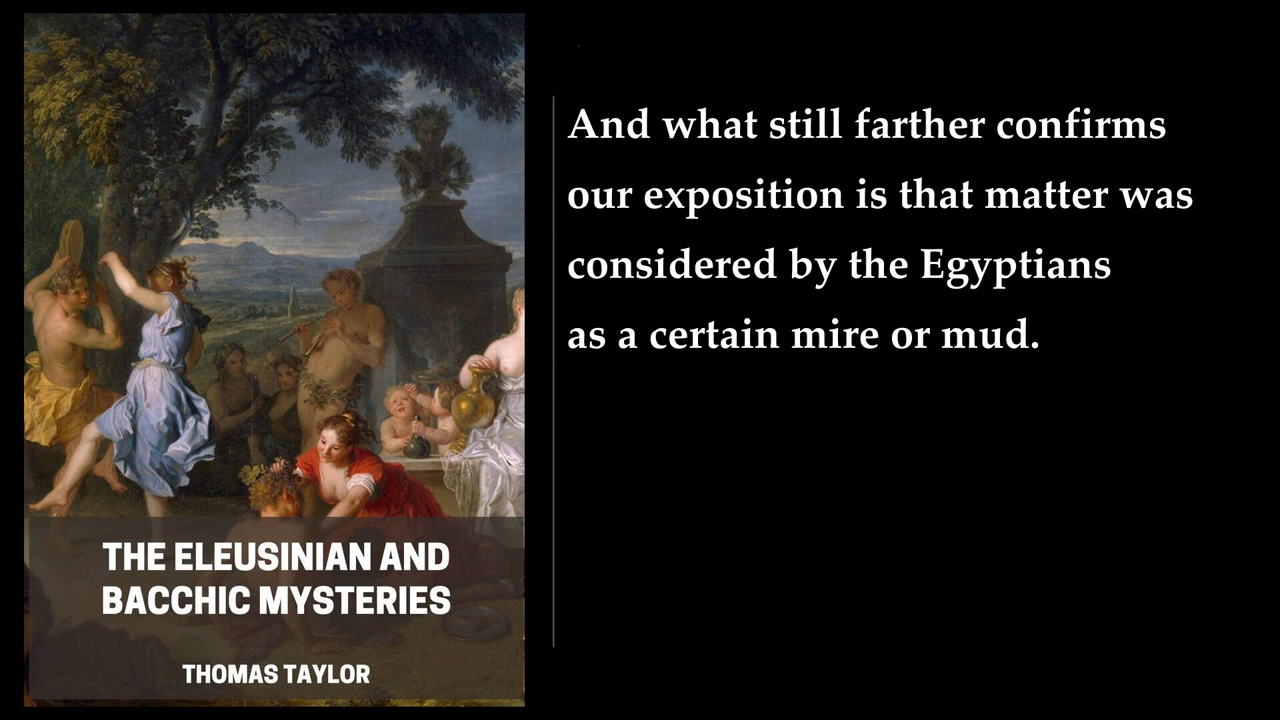 And what still farther confirms
our exposition is that matter was
considered by the Egyptians
as a certain mire or mud.
THE ELEUSINIAN AND
BACCHIC MYSTERIES
THOMAS TAYLOR